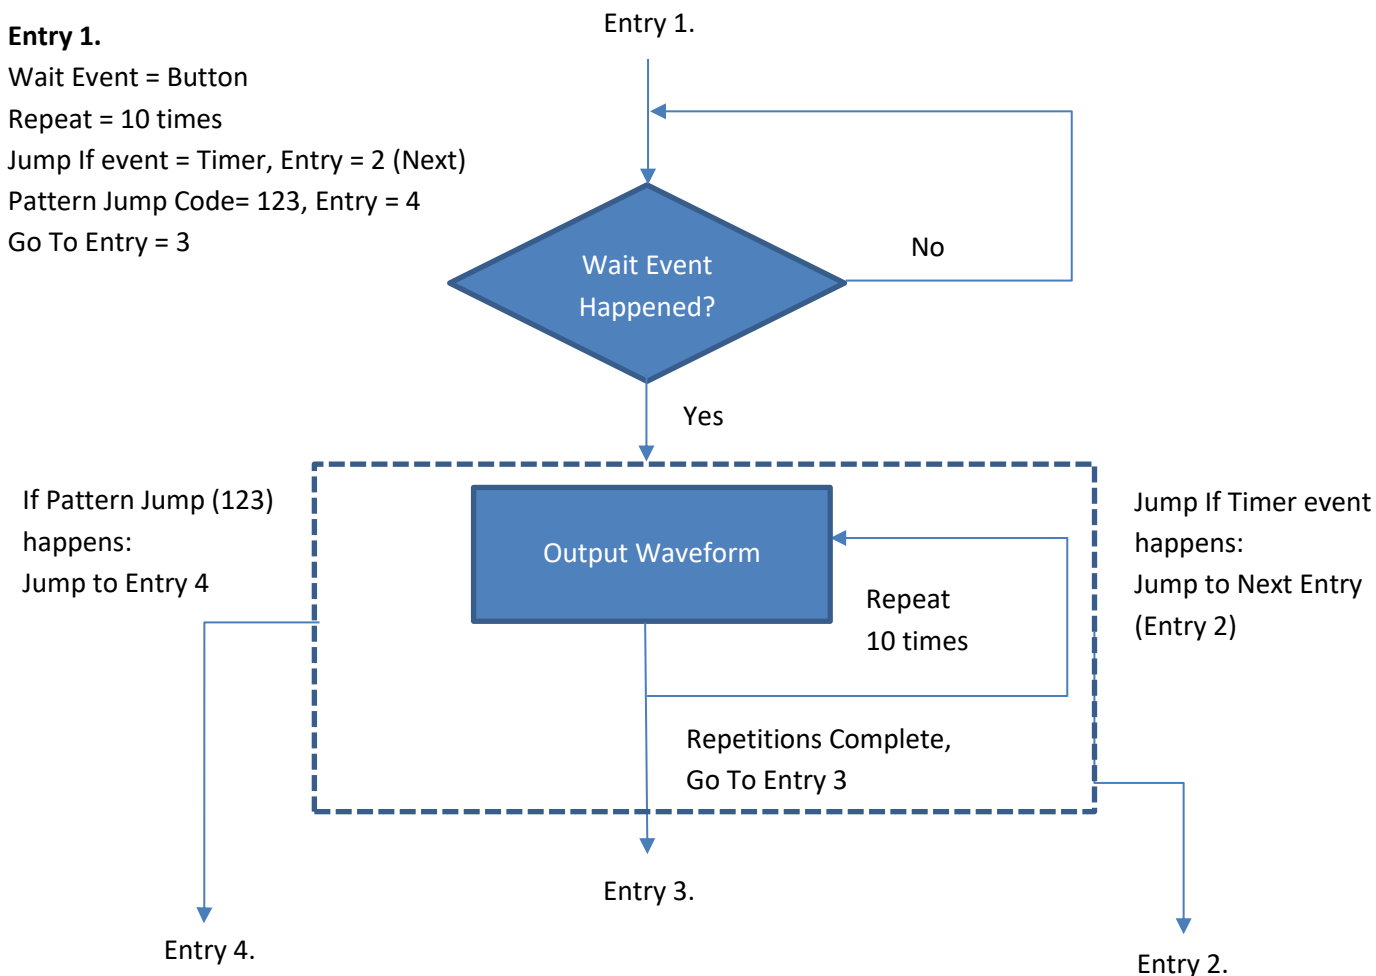 Entry 1.
Wait Event = Button
Repeat = 10 times
Jump If event = Timer, Entry = 2 (Next)
Pattern Jump Code= 123, Entry = 4
Go To Entry = 3
Entry 1.
No
Wait Event
Happened?
Yes
If Pattern Jump (123)
happens:
Jump to Entry 4
Output Waveform
Repeat
10 times
Jump If Timer event
happens:
Jump to Next Entry
(Entry 2)
Repetitions Complete,
Go To Entry 3
Entry 3.
Entry 4.
Entry 2.